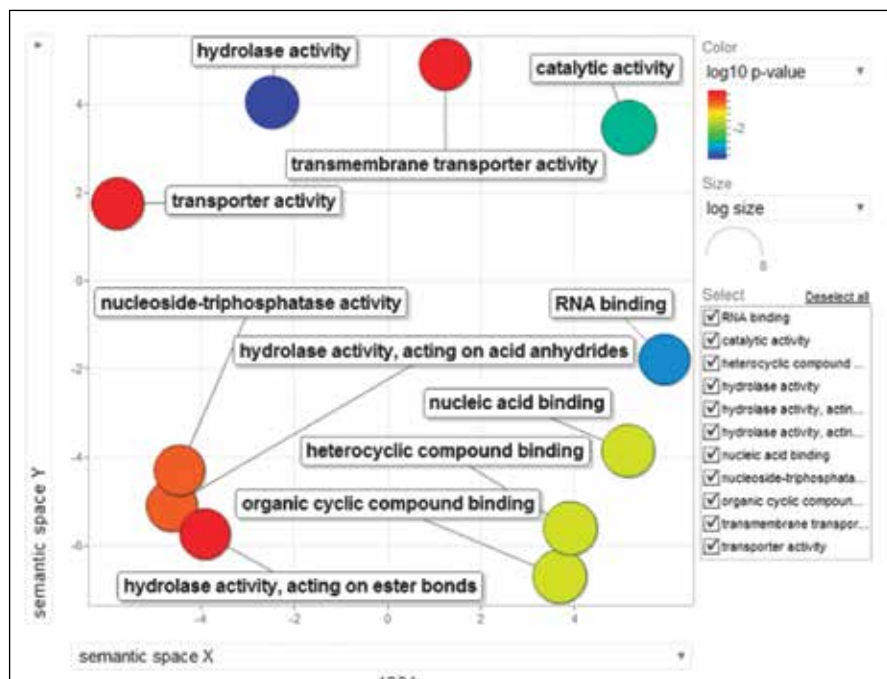 hydrolase activity
catalytic activity
transmembrane transporter activity
transporter activity
nucleoside-triphosphatase activity
RNA binding
hydrolase activity, acting on acid anhydrides
nucleic acid binding
heterocyclic compound binding
organic cyclic compound binding
hydrolase activity, acting on ester bonds
4
2
0
-2
-4
-6
-4
-2
0
2
4
semantic space Y
semantic space X
Color
log10 p-value
-2
Size
log size
8
Select Deselect all
RNA binding
catalytic activity
heterocyclic compound ...
hydrolase activity
hydrolase activity, actin...
hydrolase activity, actin...
nucleic acid binding
nucleoside-triphosphata...
organic cyclic compoun...
transmembrane transpor...
transporter activity